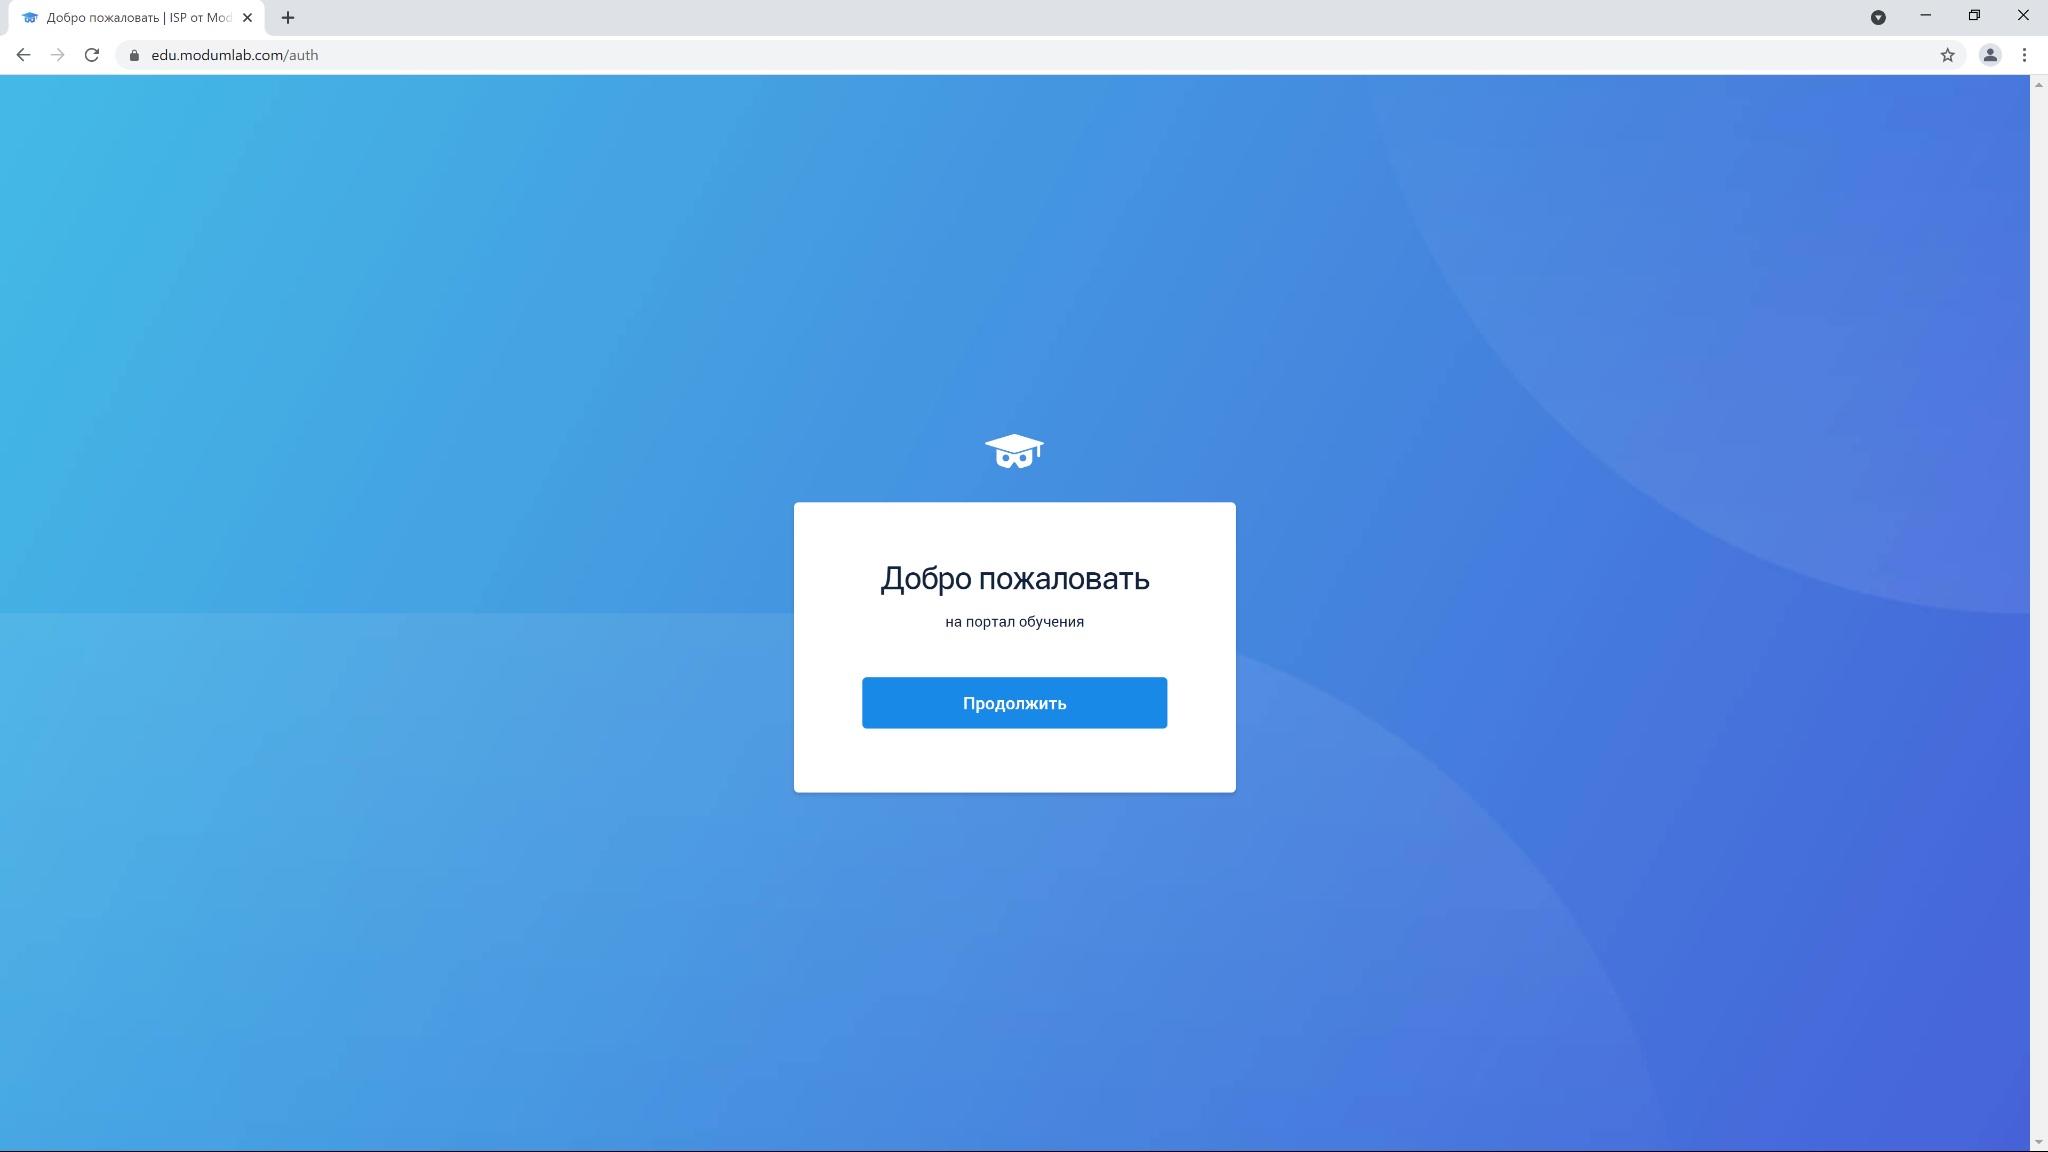 Добро пожаловать | ISP от Mod
edu.modumlab.com/auth
Добро пожаловать
на портал обучения
Продолжить